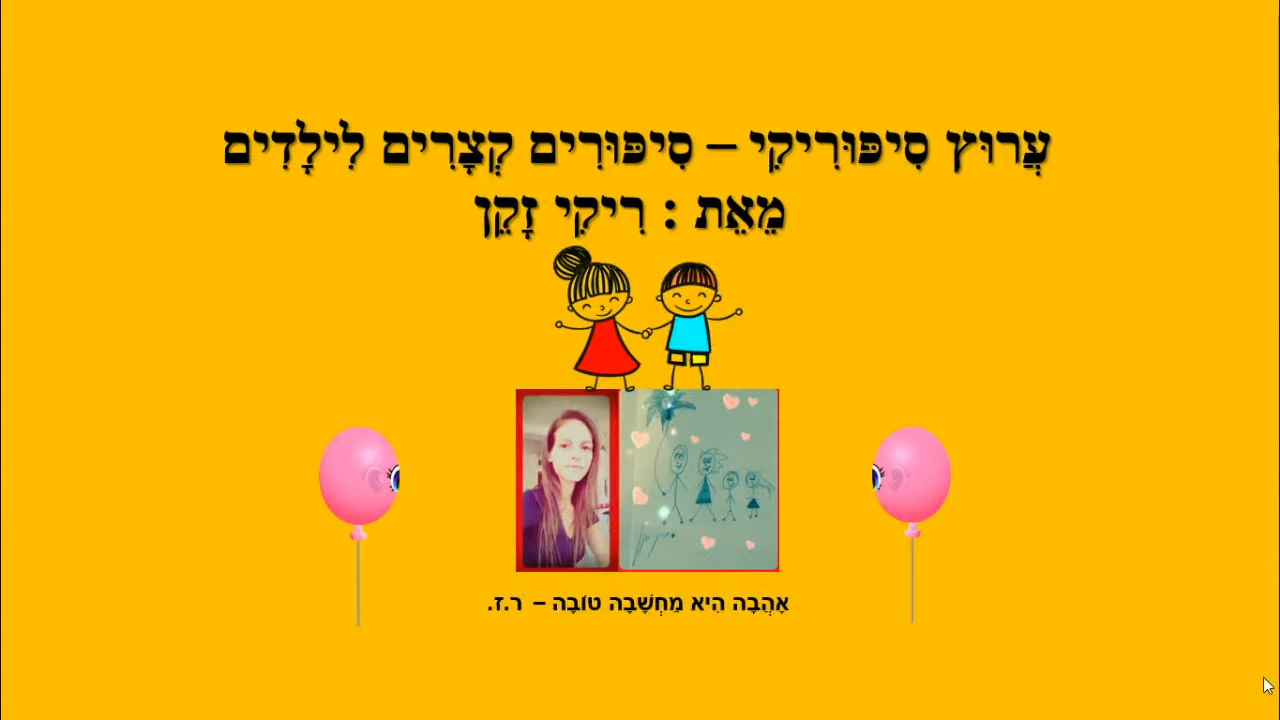 עֲרוּץ סִיפּוּרִיקִי – סִיפּוּרִים קְצָרִים לִילָדִים
מֵאֵת : רִיקִי זָקֵן
אָהֲבָה הִיא מַחְשָׁבָה טוֹבָה – ר.ז.